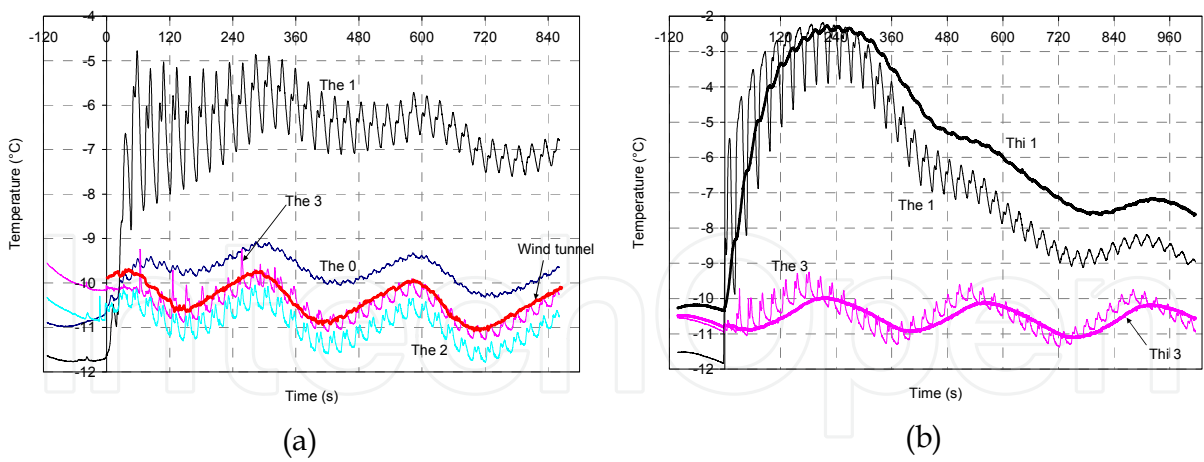 -4
-120 0 120 240 360 480 600 720 840
-5
-6
-7
-8
-9
-10
-11
-12
The 1
The 3
The 0
Wind tunnel
The 2
Temperature (°C)
Time (s)
(a)
-2
-120 0 120 240 360 480 600 720 840 960
-3
-4
-5
-6
-7
-8
-9
-10
-11
-12
Thi 1
The 1
The 3
Thi 3
Temperature (°C)
Time (s)
(b)
IntechOpen